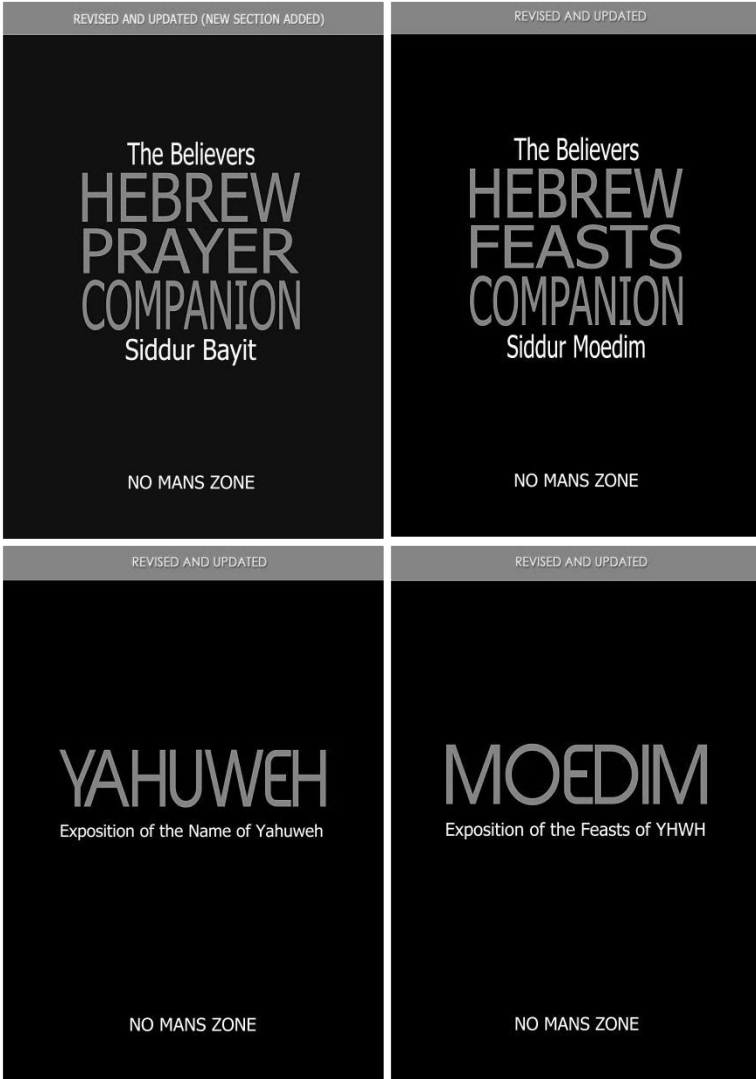 REVISED AND UPDATED (NEW SECTION ADDED)
The Believers
HEBREW
PRAYER
COMPANION
Siddur Bayit
NO MANS ZONE
REVISED AND UPDATED
The Believers
HEBREW
FEASTS
COMPANION
Siddur Moedim
NO MANS ZONE
REVISED AND UPDATED
YAHUWEH
Exposition of the Name of Yahuweh
NO MANS ZONE
REVISED AND UPDATED
MOEDIM
Exposition of the Feasts of YHWH
NO MANS ZONE